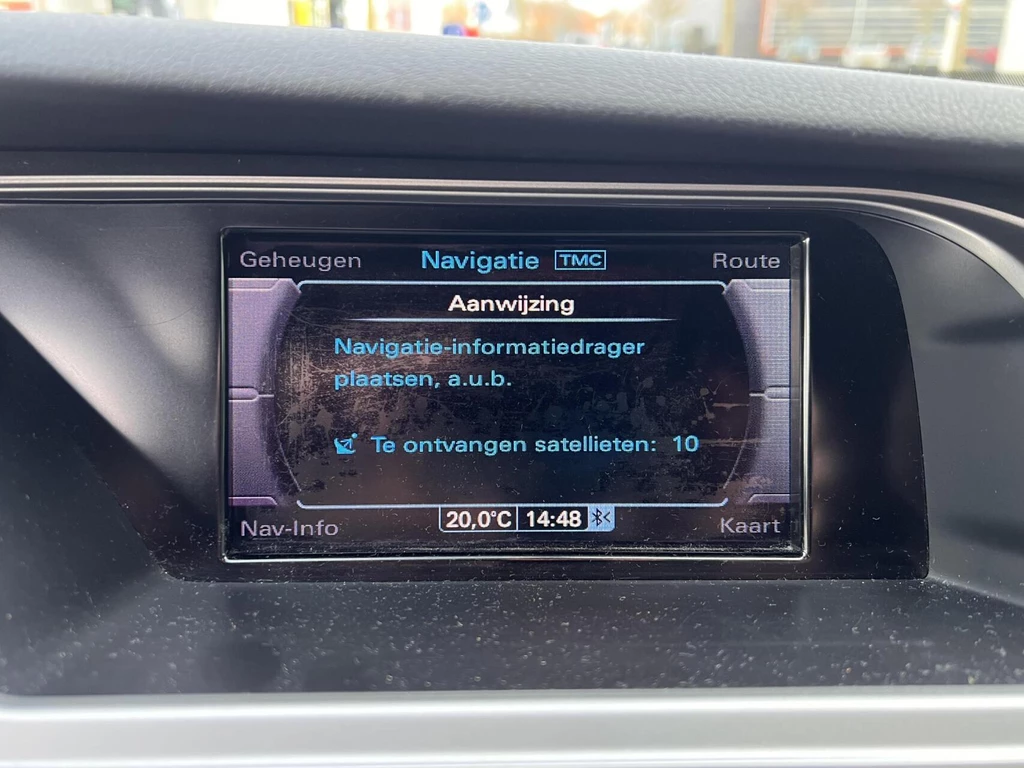 Geheugen Navigatie TMC Route
Aanwijzing
Navigatie-informatiedrager
plaatsen, a.u.b.
Te ontvangen satellieten: 10
Nav-Info 20,0°C 14:48 Kaart